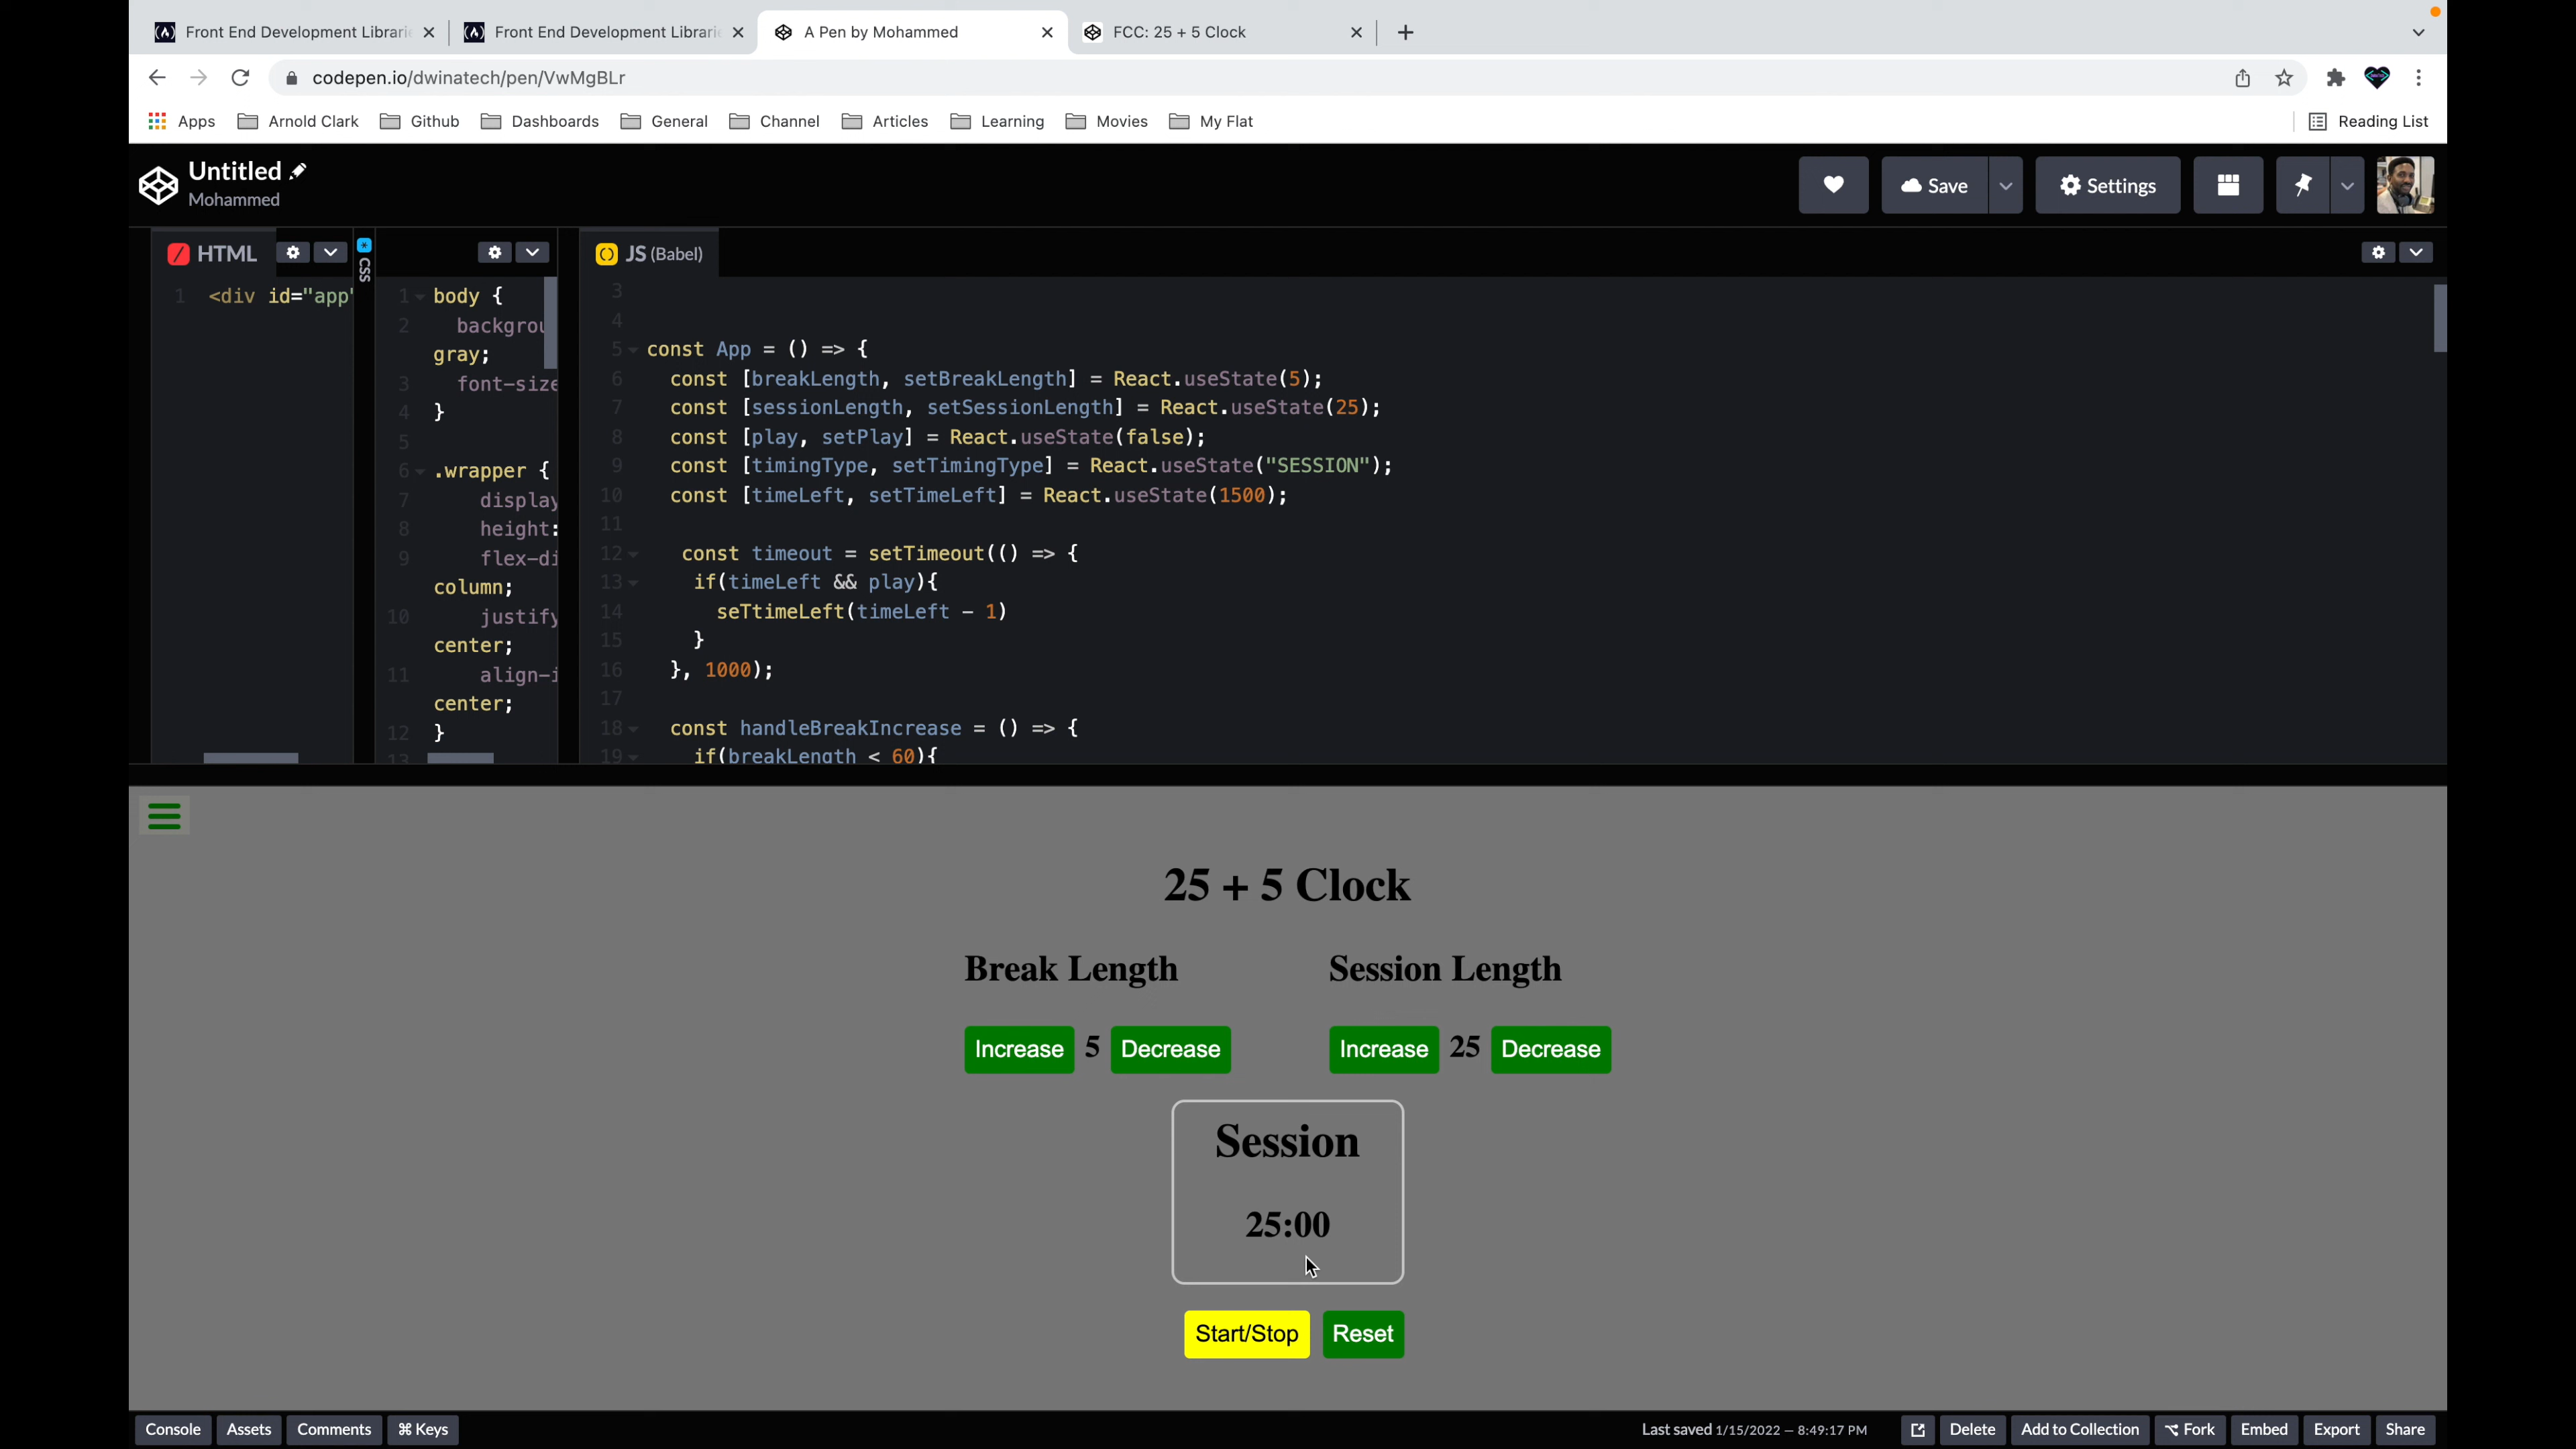 Front End Development Librarie
Front End Development Librarie
A Pen by Mohammed
FCC: 25 + 5 Clock
codepen.io/dwinatech/pen/VwMgBLr
Apps
Arnold Clark
Github
Dashboards
General
Channel
Articles
Learning
Movies
My Flat
Reading List
Untitled
Mohammed
Save
Settings
HTML
1 <div id="app"
CSS
1 body {
2 backgrou
gray;
3 font-size
4 }
5
6 .wrapper {
7 display
8 height:
9 flex-di
column;
10 justify
center;
11 align-i
center;
12 }
13
JS (Babel)
3
4
5 const App = () => {
6 const [breakLength, setBreakLength] = React.useState(5);
7 const [sessionLength, setSessionLength] = React.useState(25);
8 const [play, setPlay] = React.useState(false);
9 const [timingType, setTimingType] = React.useState("SESSION");
10 const [timeLeft, setTimeLeft] = React.useState(1500);
11
12 const timeout = setTimeout(() => {
13 if(timeLeft && play){
14 seTtimeLeft(timeLeft - 1)
15 }
16 }, 1000);
17
18 const handleBreakIncrease = () => {
19 if(breakLength < 60){
25 + 5 Clock
Break Length
Session Length
Increase 5 Decrease
Increase 25 Decrease
Session
25:00
Start/Stop
Reset
Console
Assets
Comments
⌘ Keys
Last saved 1/15/2022 — 8:49:17 PM
Delete
Add to Collection
Fork
Embed
Export
Share